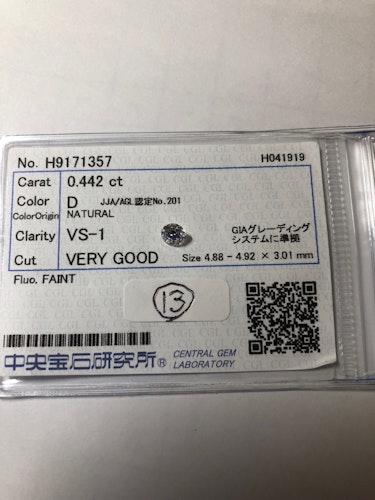 No. H9171357 H041919
Carat 0.442 ct
Color D JJA/AGL認定No.201
ColorOrigin NATURAL
Clarity VS-1 GIAグレーディング
システムに準拠
Cut VERY GOOD Size 4.88 - 4.92 × 3.01 mm
Fluo. FAINT
13
中央宝石研究所® CENTRAL GEM
LABORATORY